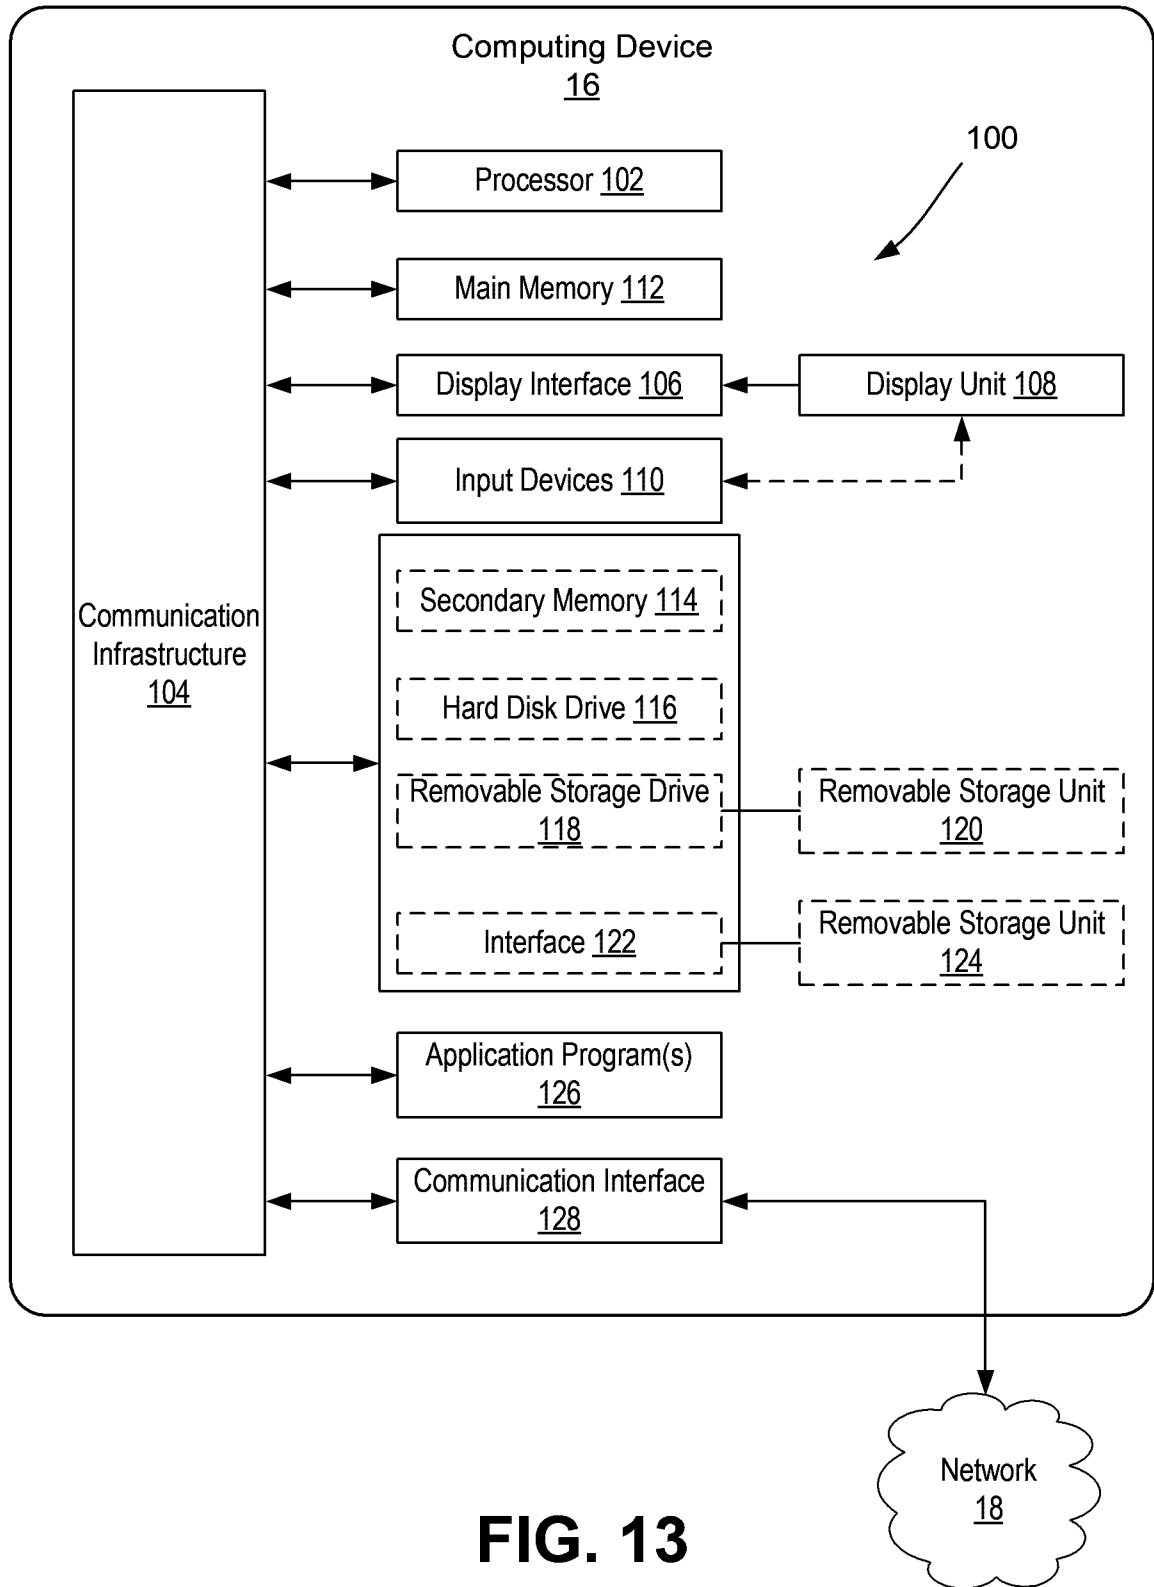 Computing Device
16
100
Processor 102
Main Memory 112
Display Interface 106
Display Unit 108
Input Devices 110
Secondary Memory 114
Communication
Infrastructure
104
Hard Disk Drive 116
Removable Storage Drive
118
Removable Storage Unit
120
Interface 122
Removable Storage Unit
124
Application Program(s)
126
Communication Interface
128
Network
18
FIG. 13